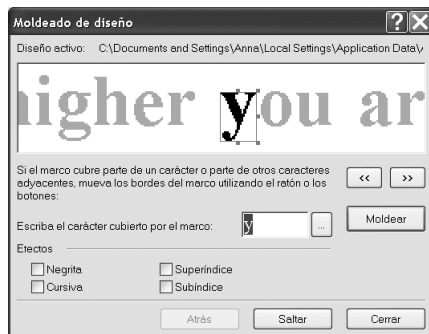 Moldeado de diseño
Diseño activo: C:\Documents and Settings\Anna\Local Settings\Application Data\
higher you ar
Si el marco cubre parte de un carácter o parte de otros caracteres
adyacentes, mueva los bordes del marco utilizando el ratón o los
botones:
<< >>
Escriba el carácter cubierto por el marco: y ... Moldear
Efectos
Negrita Superíndice
Cursiva Subíndice
Atrás Saltar Cerrar